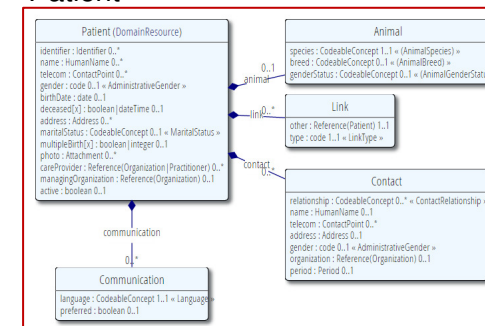 Patient
Patient (DomainResource)
identifier : Identifier 0..*
name : HumanName 0..*
telecom : ContactPoint 0..*
gender : code 0..1 « AdministrativeGender »
birthDate : date 0..1
deceased[x] : boolean|dateTime 0..1
address : Address 0..*
maritalStatus : CodeableConcept 0..1 « MaritalStatus »
multipleBirth[x] : boolean|integer 0..1
photo : Attachment 0..*
careProvider : Reference(Organization|Practitioner) 0..*
managingOrganization : Reference(Organization) 0..1
active : boolean 0..1
Animal
species : CodeableConcept 1..1 « (AnimalSpecies) »
breed : CodeableConcept 0..1 « (AnimalBreed) »
genderStatus : CodeableConcept 0..1 « (AnimalGenderStatu
0..1
animal
Link
other : Reference(Patient) 1..1
type : code 1..1 « LinkType »
link
0..*
Contact
relationship : CodeableConcept 0..* « ContactRelationship »
name : HumanName 0..1
telecom : ContactPoint 0..*
address : Address 0..1
gender : code 0..1 « AdministrativeGender »
organization : Reference(Organization) 0..1
period : Period 0..1
contact
0..*
communication
0..*
Communication
language : CodeableConcept 1..1 « Language »
preferred : boolean 0..1